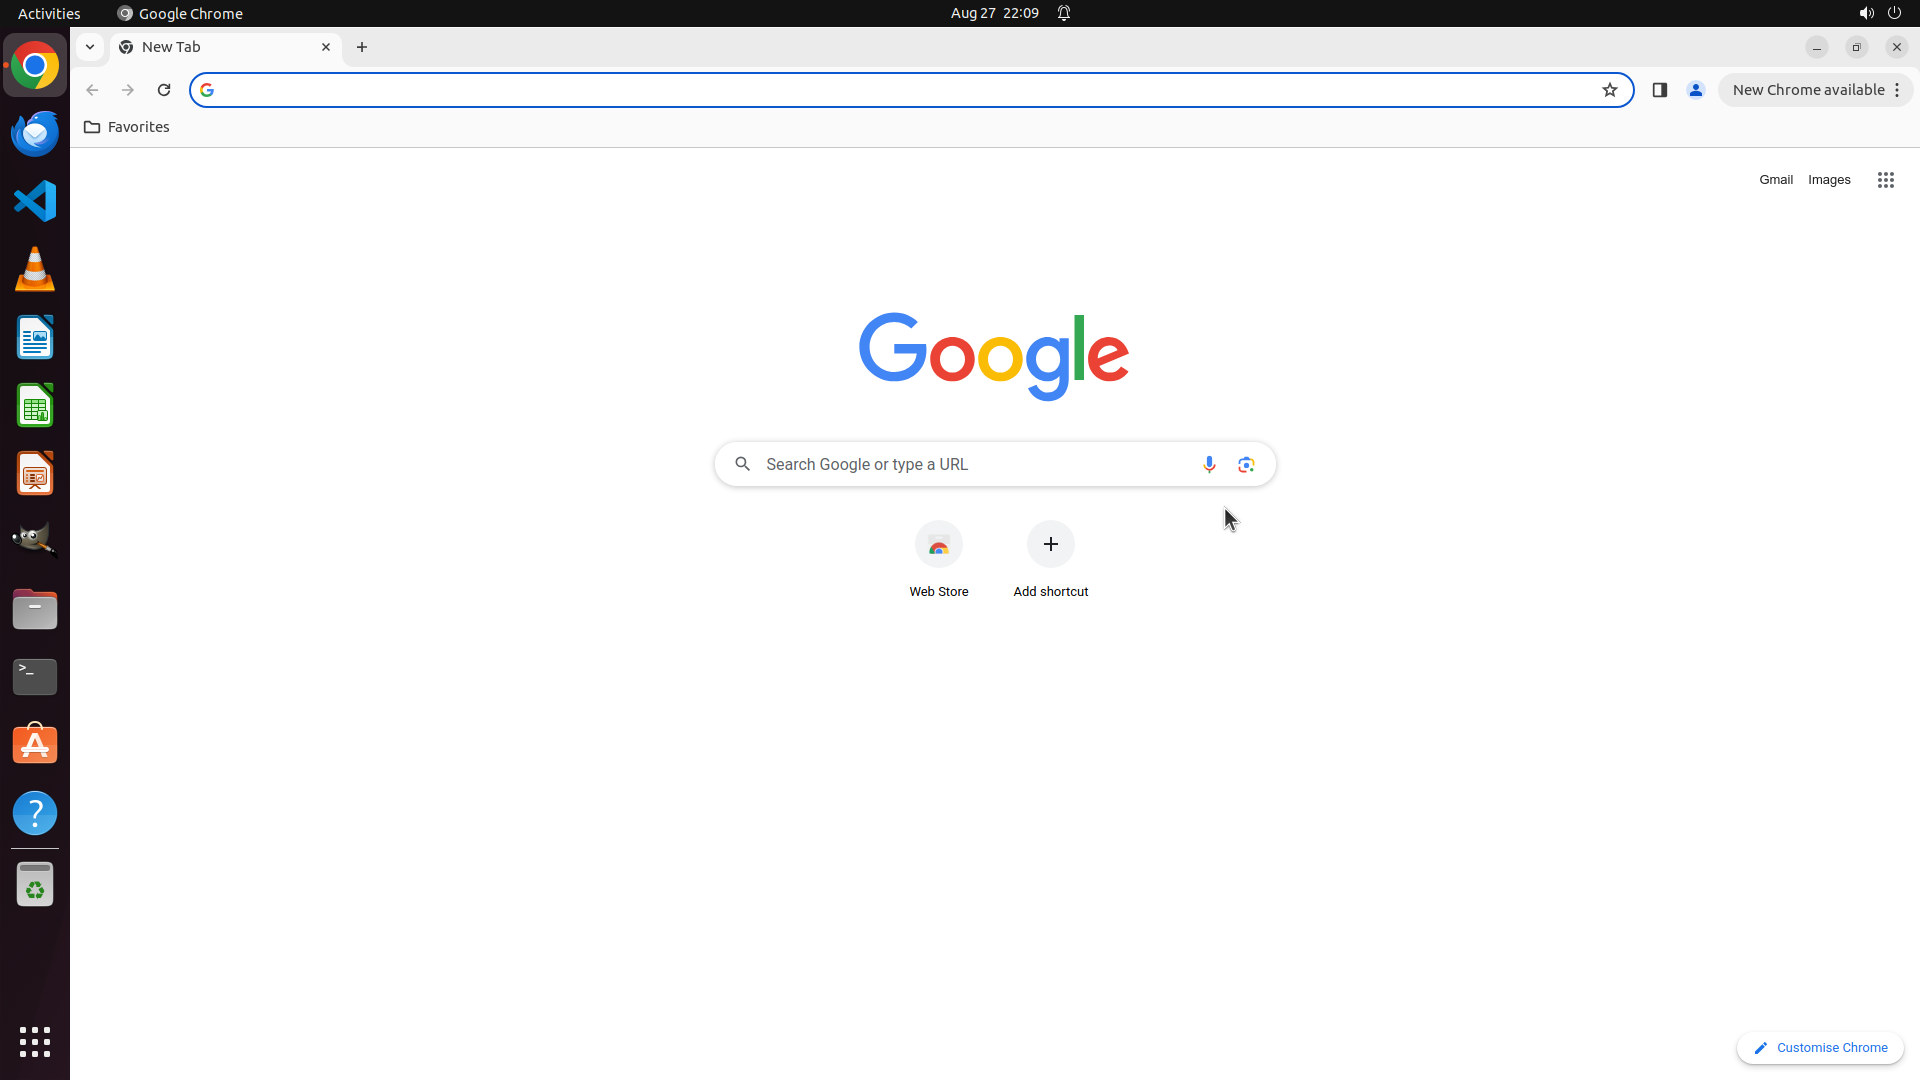 Activities
Google Chrome
Aug 27 22:09
New Tab
New Chrome available
Favorites
Gmail
Images
Google
Search Google or type a URL
Web Store
Add shortcut
>_
?
Customise Chrome